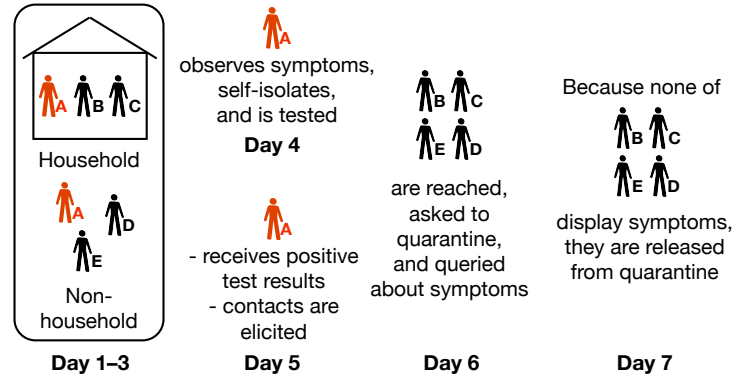 A B C
Household
A
D
E
Non-
household
Day 1–3
A
observes symptoms,
self-isolates,
and is tested
Day 4
A
- receives positive
test results
- contacts are
elicited
Day 5
B C
E D
are reached,
asked to
quarantine,
and queried
about symptoms
Day 6
Because none of
B C
E D
display symptoms,
they are released
from quarantine
Day 7